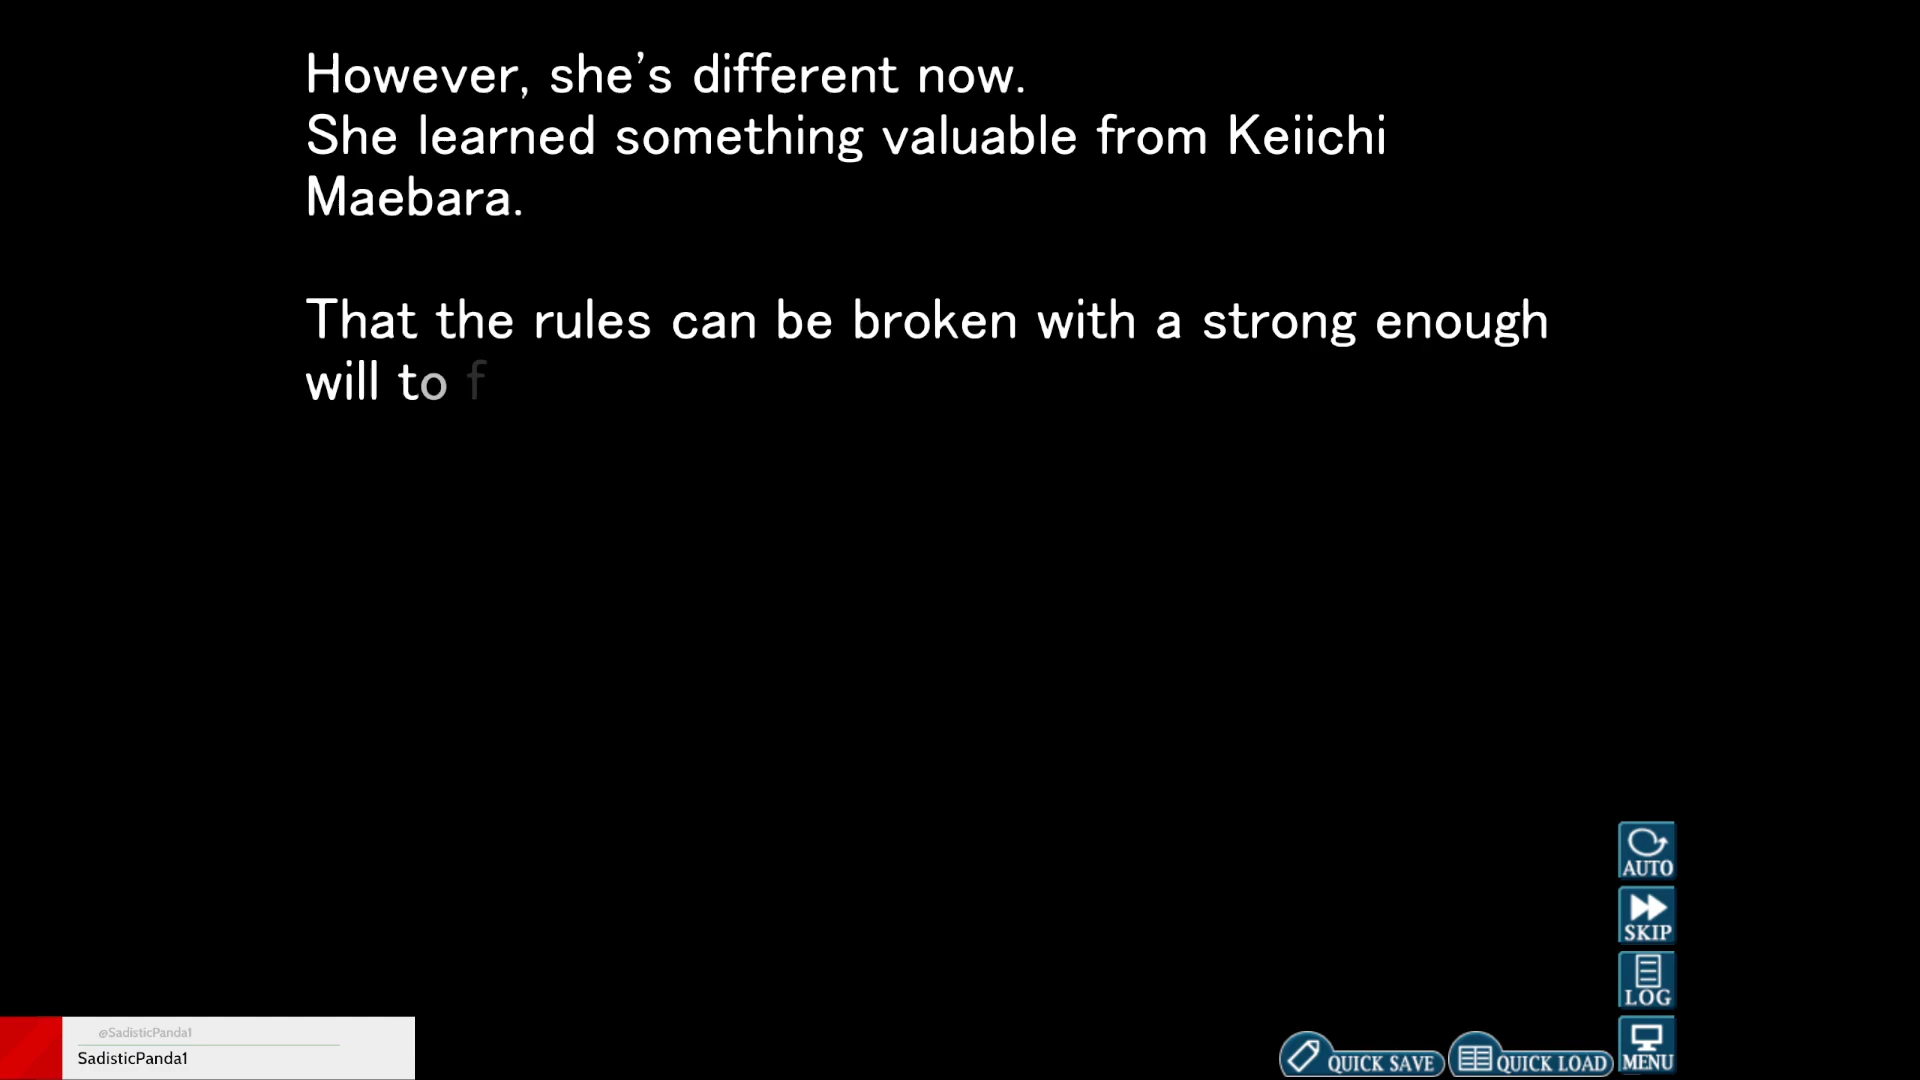 However, she’s different now.
She learned something valuable from Keiichi
Maebara.
That the rules can be broken with a strong enough
will to f
AUTO
SKIP
LOG
QUICK SAVE
QUICK LOAD
MENU
@SadisticPanda1
SadisticPanda1